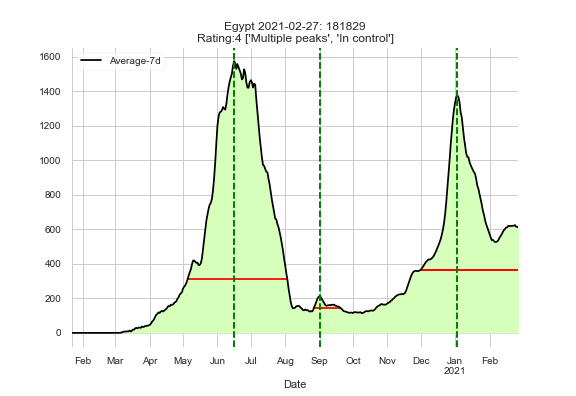 Egypt 2021-02-27: 181829
Rating:4 ['Multiple peaks', 'In control']
Average-7d
1600
1400
1200
1000
800
600
400
200
0
Feb Mar Apr May Jun Jul Aug Sep Oct Nov Dec Jan Feb
2021
Date